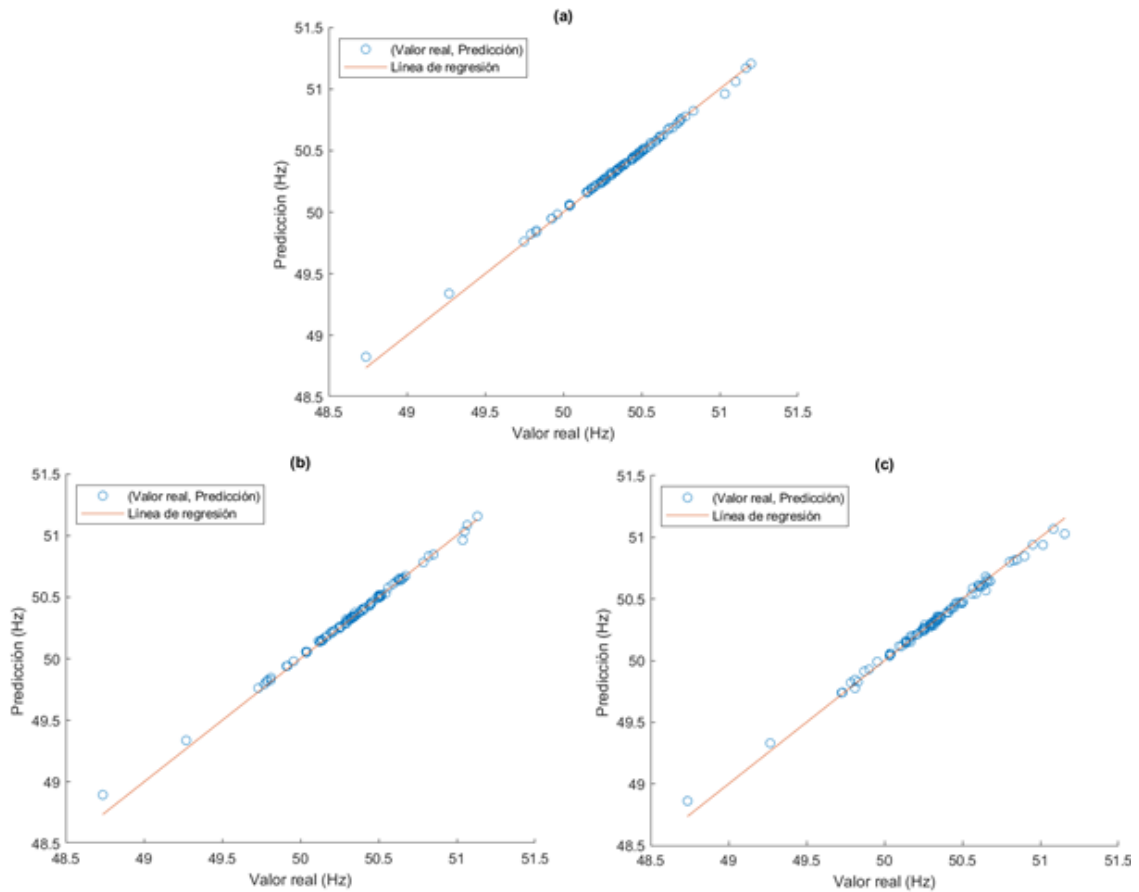 (a)
51.5
(Valor real, Predicción)
Línea de regresión
51
50.5
50
49.5
49
48.5
Predicción (Hz)
48.5 49 49.5 50 50.5 51 51.5
Valor real (Hz)
(b)
51.5
(Valor real, Predicción)
Línea de regresión
51
50.5
50
49.5
49
48.5
Predicción (Hz)
48.5 49 49.5 50 50.5 51 51.5
Valor real (Hz)
(c)
51.5
(Valor real, Predicción)
Línea de regresión
51
50.5
50
49.5
49
48.5
Predicción (Hz)
48.5 49 49.5 50 50.5 51 51.5
Valor real (Hz)